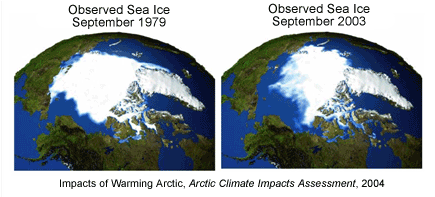 Observed Sea Ice
September 1979
Observed Sea Ice
September 2003
Impacts of Warming Arctic, Arctic Climate Impacts Assessment, 2004